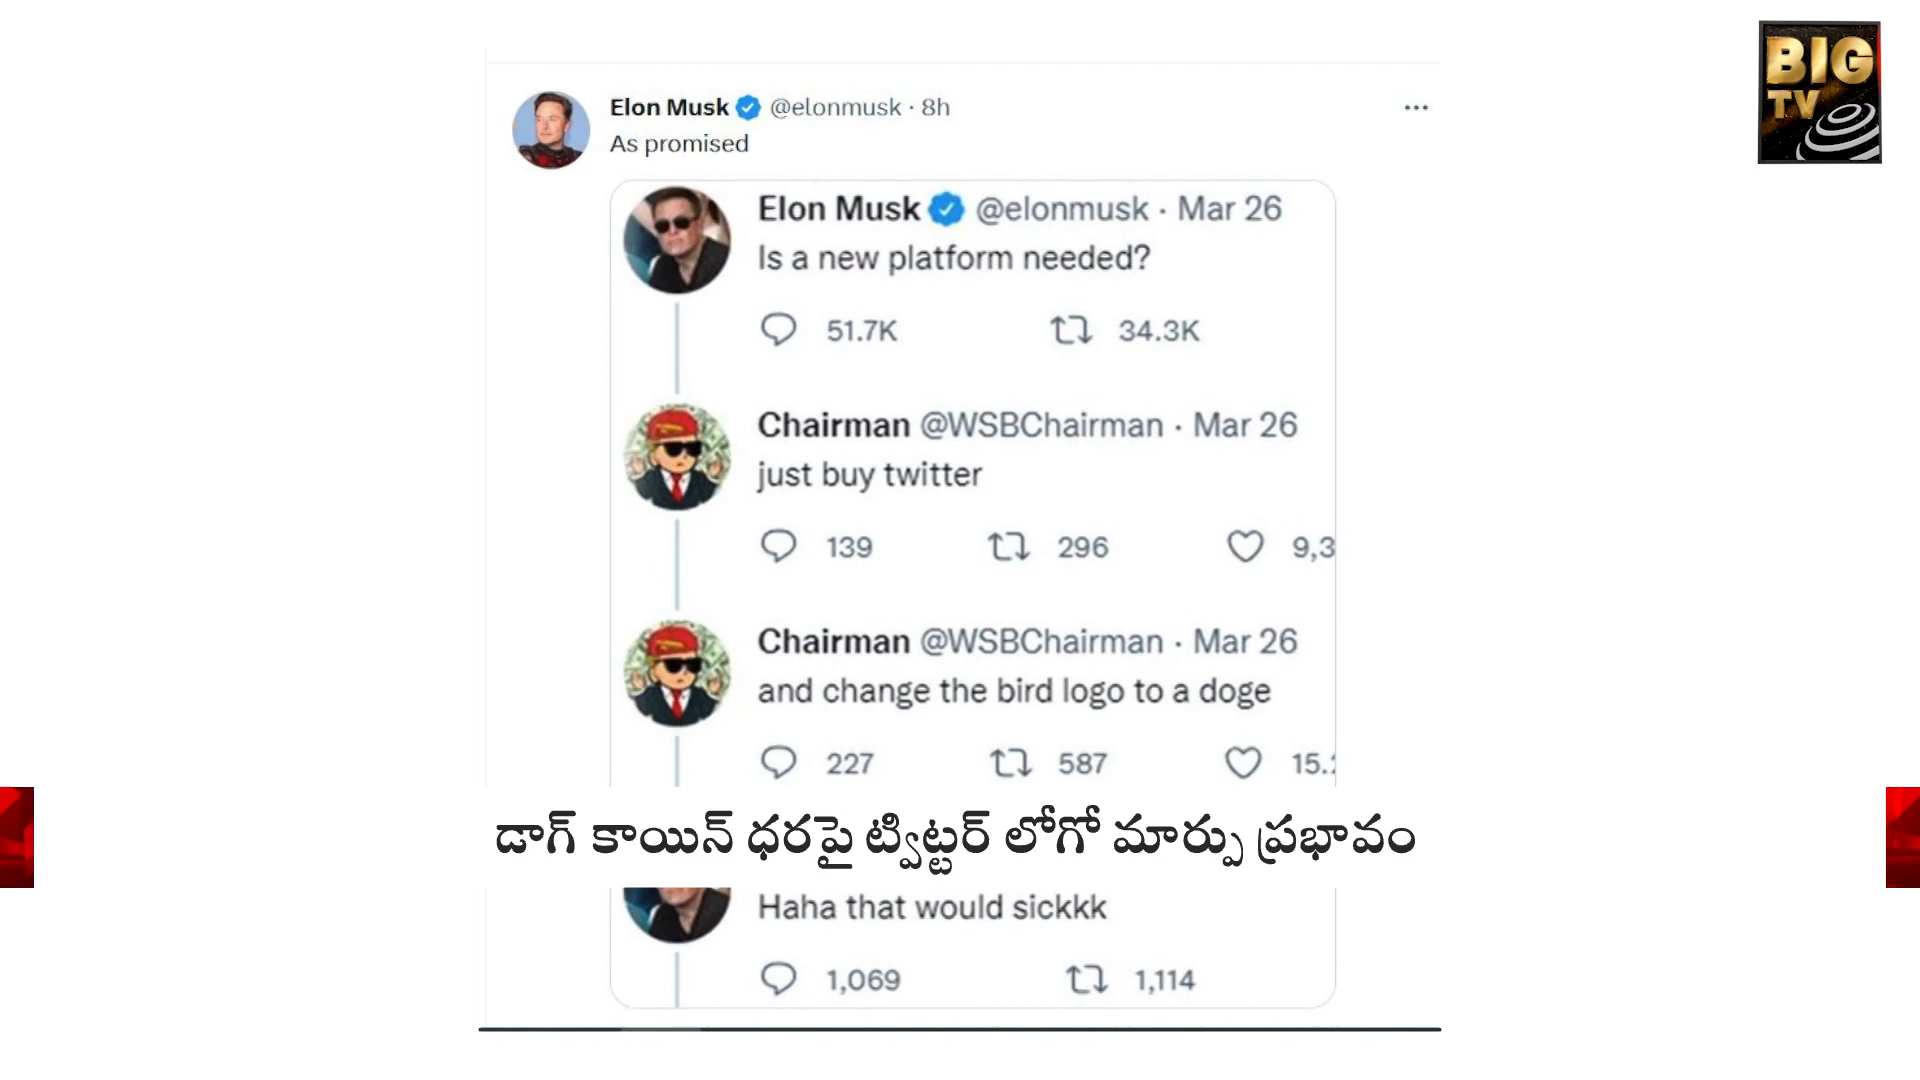 BIG
TV
Elon Musk @elonmusk · 8h
As promised
Elon Musk @elonmusk · Mar 26
Is a new platform needed?
51.7K 34.3K
Chairman @WSBChairman · Mar 26
just buy twitter
139 296 9,3
Chairman @WSBChairman · Mar 26
and change the bird logo to a doge
227 587 15.
డాగ్ కాయిన్ ధరపై ట్విట్టర్ లోగో మార్పు ప్రభావం
Haha that would sickkk
1,069 1,114